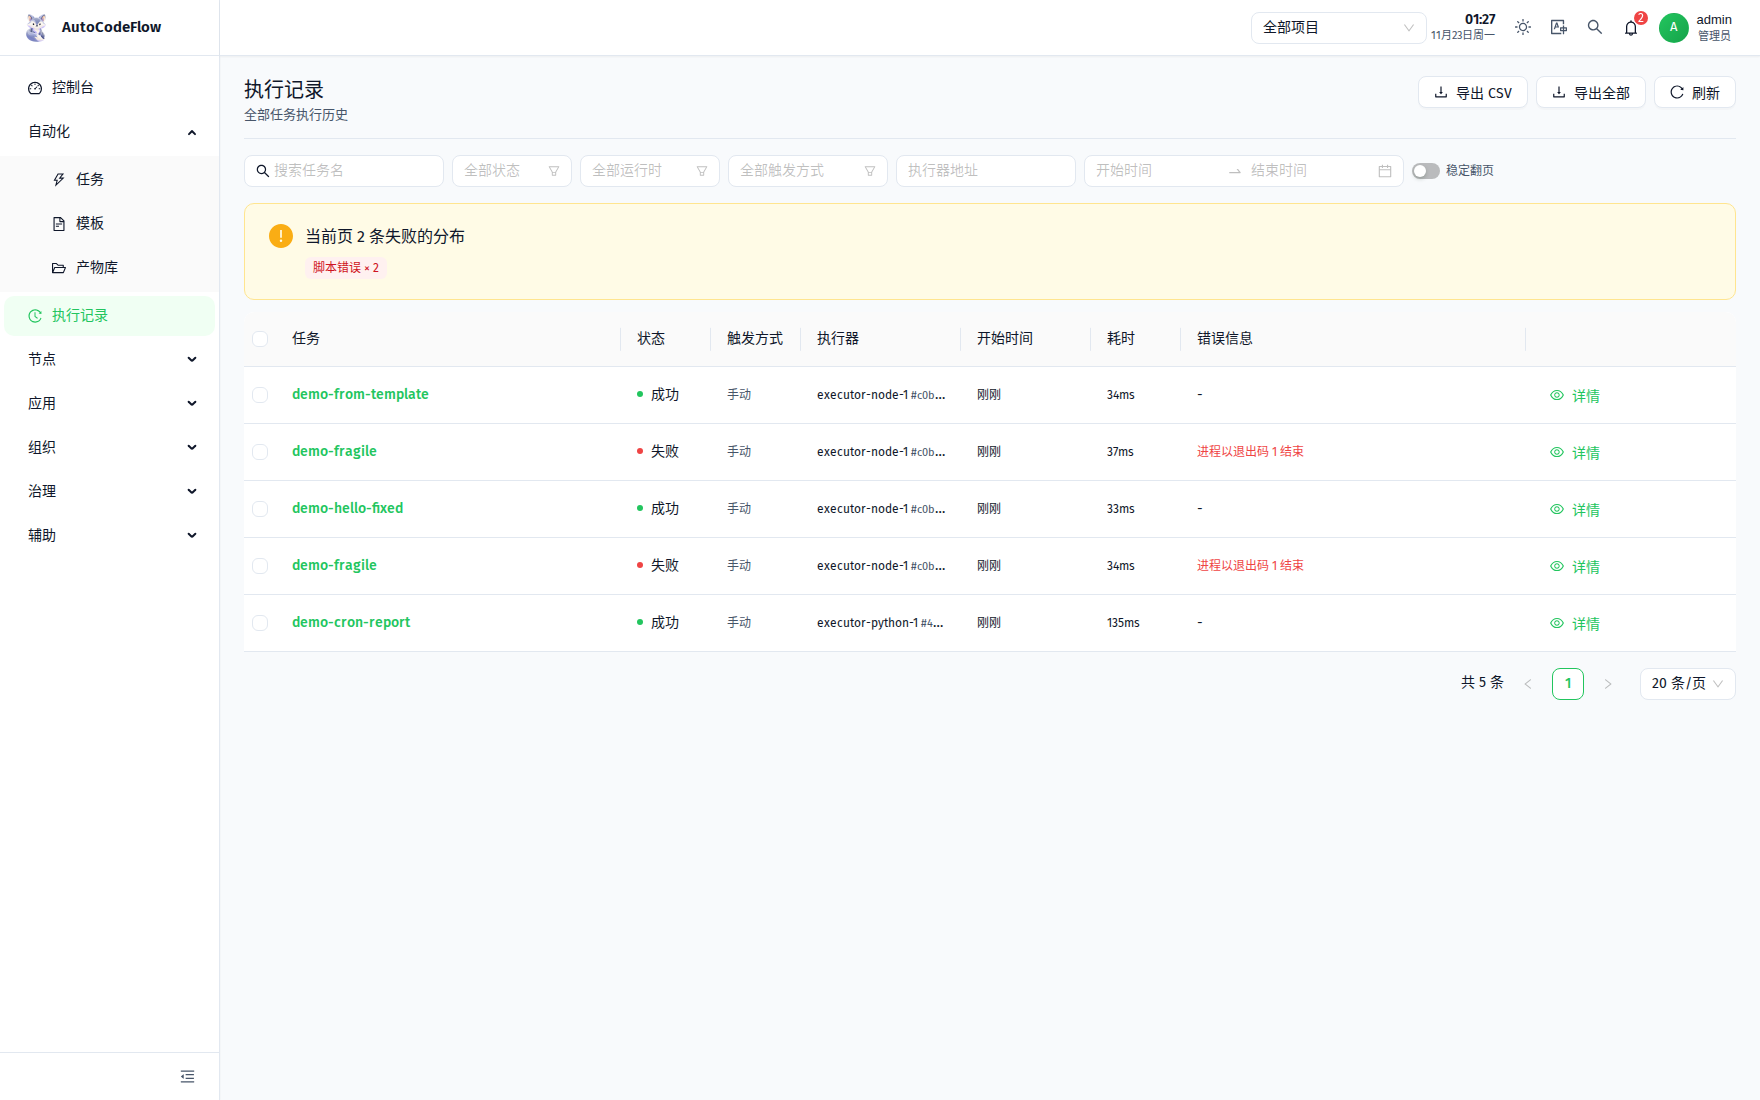 AutoCodeFlow
全部项目
01:27
11月23日周一
2
A
admin
管理员
控制台
自动化
任务
模板
产物库
执行记录
节点
应用
组织
治理
辅助
执行记录
全部任务执行历史
导出 CSV
导出全部
刷新
搜索任务名
全部状态
全部运行时
全部触发方式
执行器地址
开始时间
结束时间
稳定翻页
当前页 2 条失败的分布
脚本错误 × 2
任务 状态 触发方式 执行器 开始时间 耗时 错误信息
demo-from-template 成功 手动 executor-node-1 #c0b... 刚刚 34ms - 详情
demo-fragile 失败 手动 executor-node-1 #c0b... 刚刚 37ms 进程以退出码 1 结束 详情
demo-hello-fixed 成功 手动 executor-node-1 #c0b... 刚刚 33ms - 详情
demo-fragile 失败 手动 executor-node-1 #c0b... 刚刚 34ms 进程以退出码 1 结束 详情
demo-cron-report 成功 手动 executor-python-1 #4... 刚刚 135ms - 详情
共 5 条
1
20 条/页